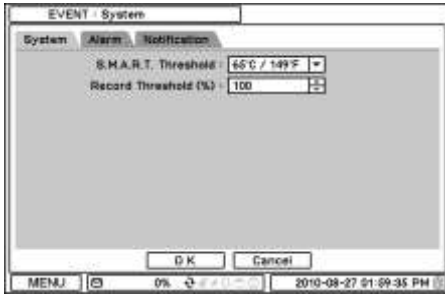 EVENT : System
System Alarm Notification
S.M.A.R.T. Threshold : 65°C / 149°F
Record Threshold (%) : 100
OK Cancel
MENU 0% 2010-08-27 01:59:35 PM